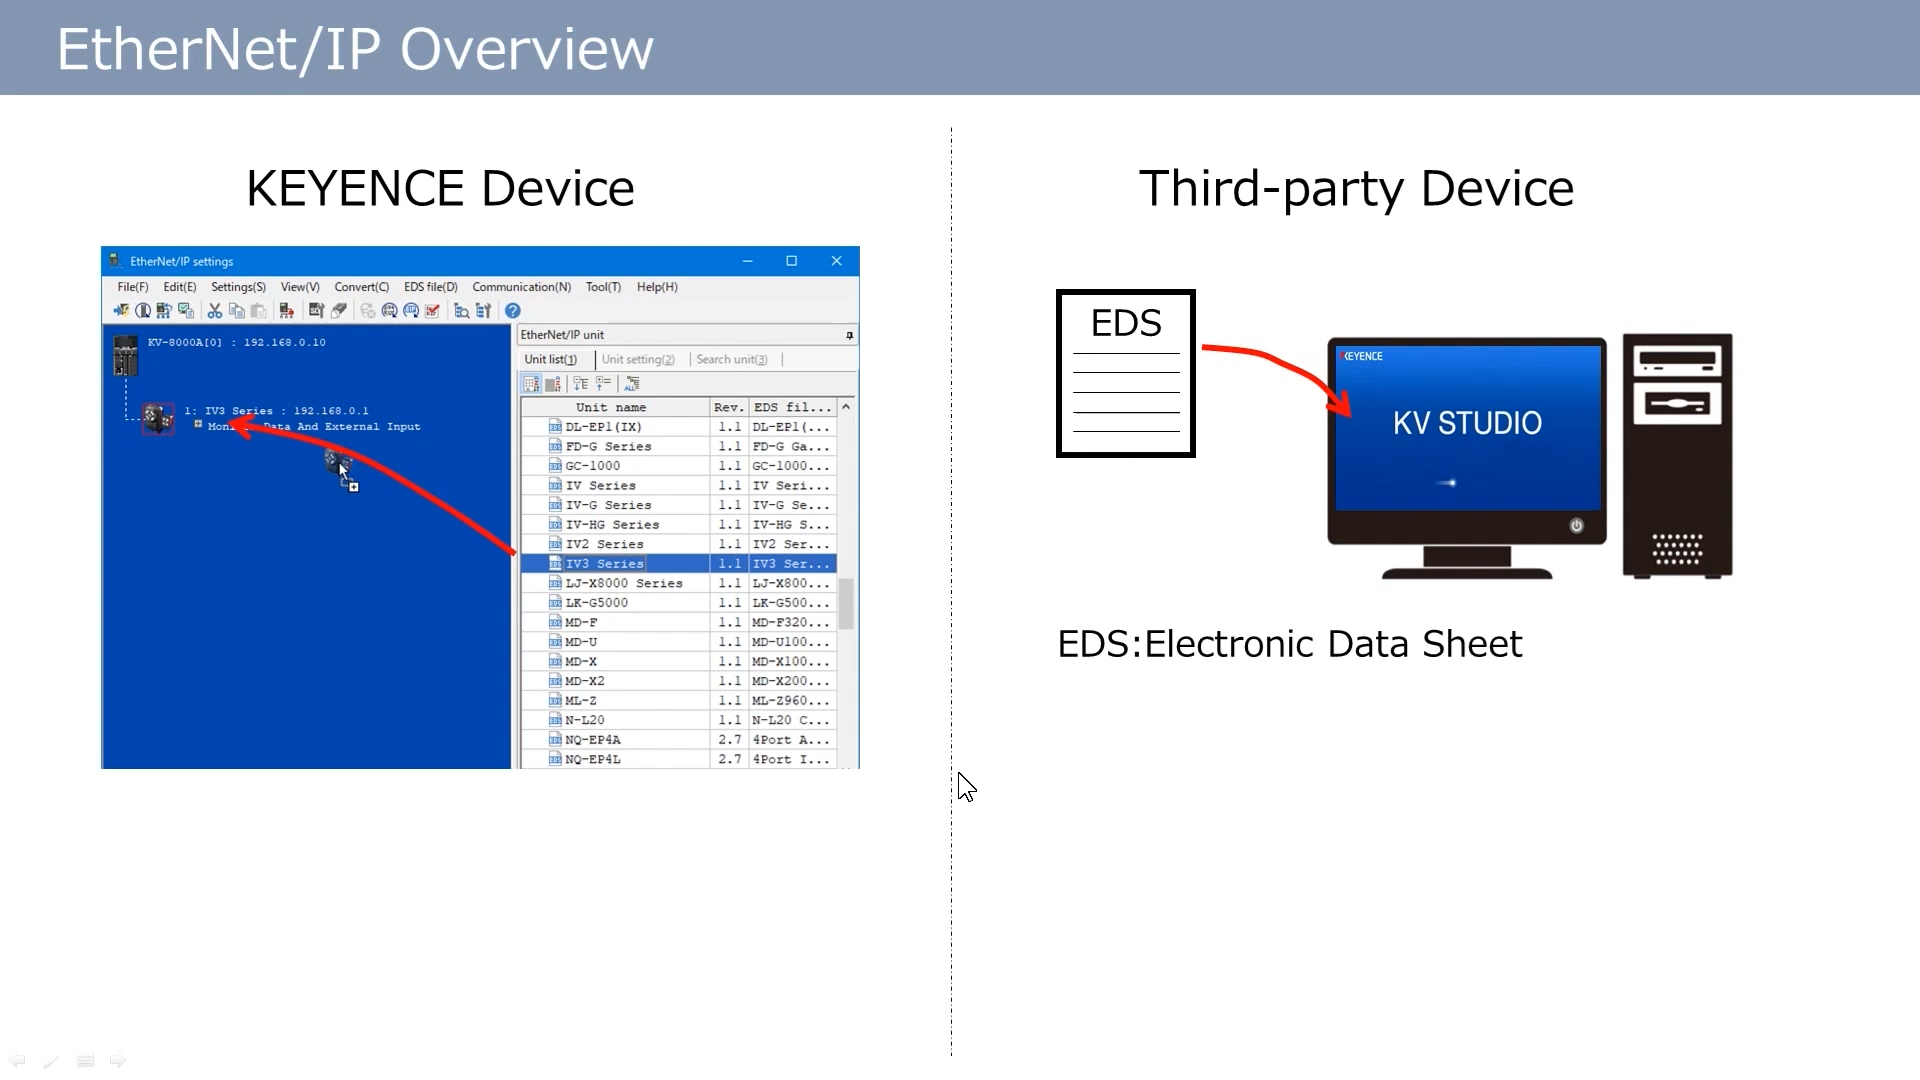 EtherNet/IP Overview
KEYENCE Device
EtherNet/IP settings
File(F) Edit(E) Settings(S) View(V) Convert(C) EDS file(D) Communication(N) Tool(T) Help(H)
KV-8000A[0] : 192.168.0.10
1: IV3 Series : 192.168.0.1
Data And External Input
EtherNet/IP unit
Unit list(1) Unit setting(2) Search unit(3)
Unit name Rev. EDS fil...
DL-EP1(IX) 1.1 DL-EP1(...
FD-G Series 1.1 FD-G Ga...
GC-1000 1.1 GC-1000...
IV Series 1.1 IV Seri...
IV-G Series 1.1 IV-G Se...
IV-HG Series 1.1 IV-HG S...
IV2 Series 1.1 IV2 Ser...
IV3 Series 1.1 IV3 Ser...
LJ-X8000 Series 1.1 LJ-X800...
LK-G5000 1.1 LK-G500...
MD-F 1.1 MD-F320...
MD-U 1.1 MD-U100...
MD-X 1.1 MD-X100...
MD-X2 1.1 MD-X200...
ML-Z 1.1 ML-Z960...
N-L20 1.1 N-L20 C...
NQ-EP4A 2.7 4Port A...
NQ-EP4L 2.7 4Port I...
Third-party Device
EDS
KEYENCE
KV STUDIO
EDS:Electronic Data Sheet